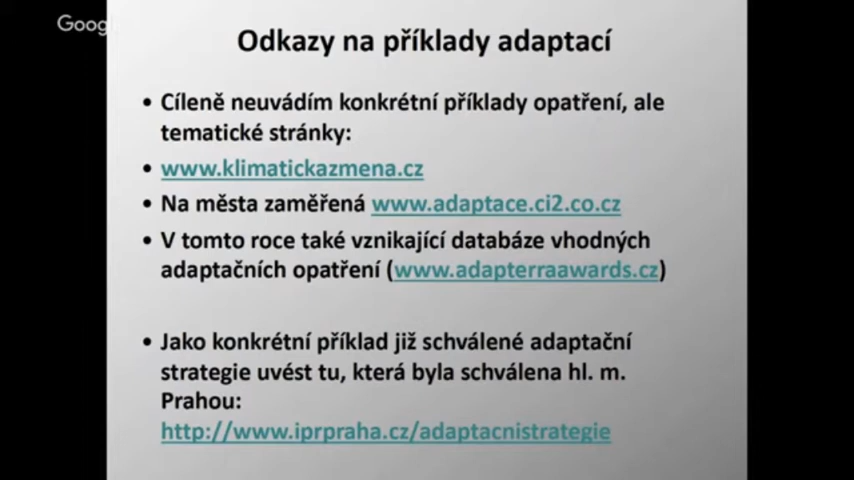 Goog
Odkazy na příklady adaptací
• Cíleně neuvádím konkrétní příklady opatření, ale
tematické stránky:
• www.klimatickazmena.cz
• Na města zaměřená www.adaptace.ci2.co.cz
• V tomto roce také vznikající databáze vhodných
adaptačních opatření (www.adapterraawards.cz)
• Jako konkrétní příklad již schválené adaptační
strategie uvést tu, která byla schválena hl. m.
Prahou:
http://www.iprpraha.cz/adaptacnistrategie